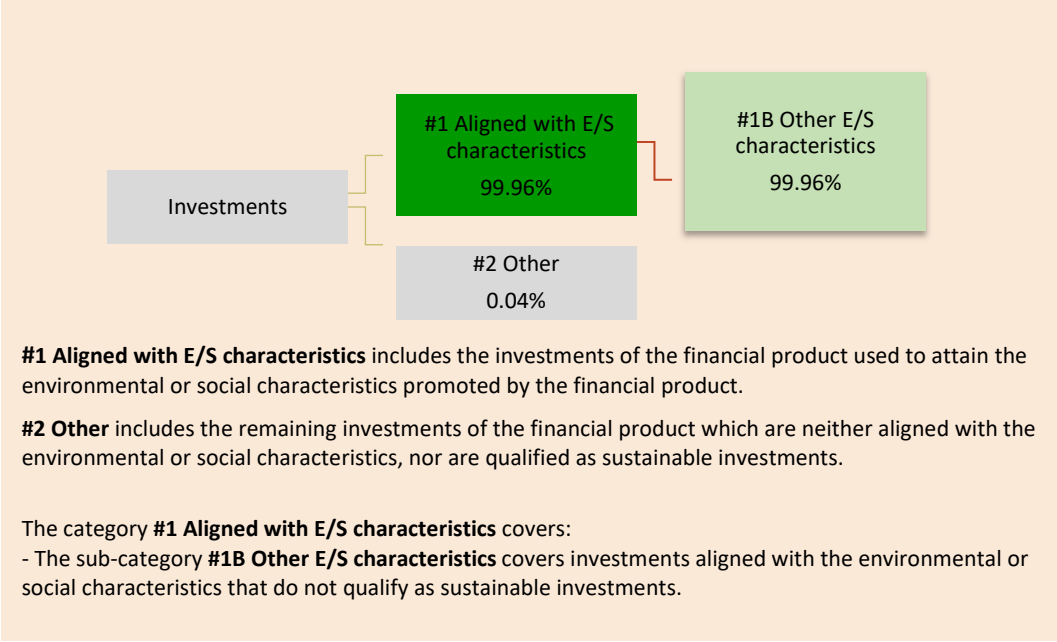 #1 Aligned with E/S
characteristics
99.96%
#1B Other E/S
characteristics
99.96%
Investments
#2 Other
0.04%
#1 Aligned with E/S characteristics includes the investments of the financial product used to attain the
environmental or social characteristics promoted by the financial product.
#2 Other includes the remaining investments of the financial product which are neither aligned with the
environmental or social characteristics, nor are qualified as sustainable investments.
The category #1 Aligned with E/S characteristics covers:
- The sub-category #1B Other E/S characteristics covers investments aligned with the environmental or
social characteristics that do not qualify as sustainable investments.